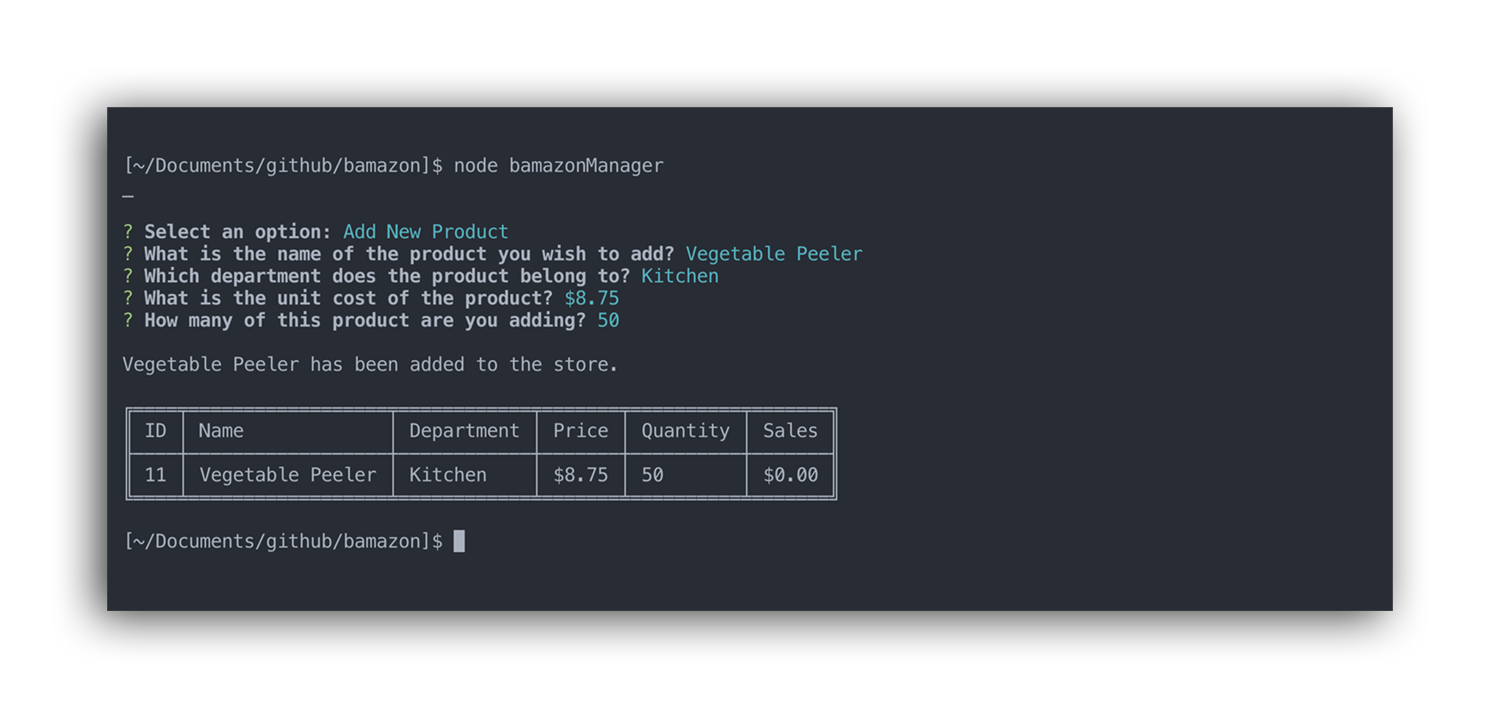 [~/Documents/github/bamazon]$ node bamazonManager
_
? Select an option: Add New Product
? What is the name of the product you wish to add? Vegetable Peeler
? Which department does the product belong to? Kitchen
? What is the unit cost of the product? $8.75
? How many of this product are you adding? 50
Vegetable Peeler has been added to the store.
ID Name Department Price Quantity Sales
11 Vegetable Peeler Kitchen $8.75 50 $0.00
[~/Documents/github/bamazon]$